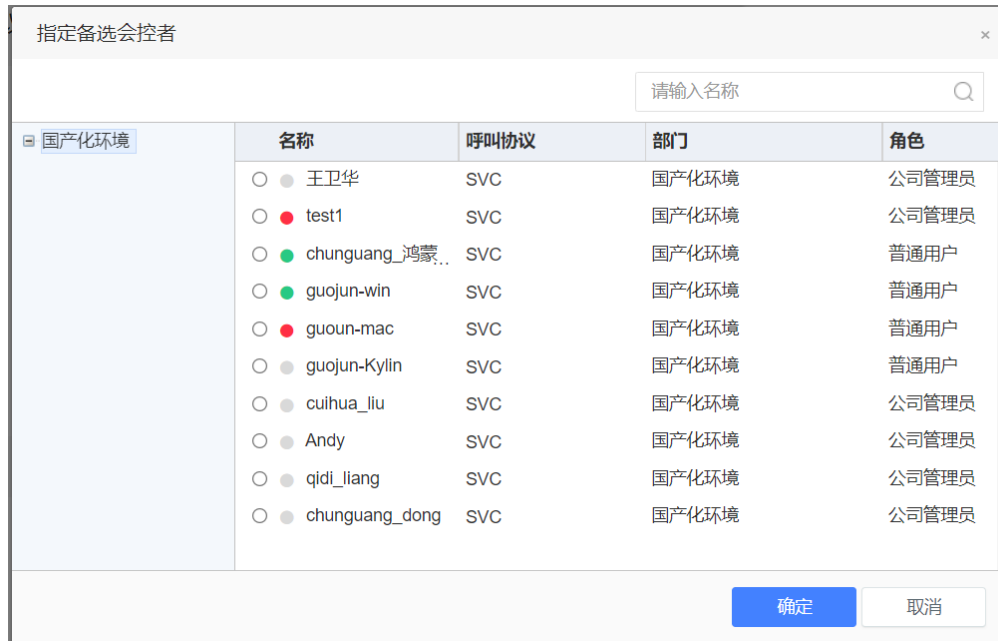 指定备选会控者 ×
请输入名称
国产化环境
名称 呼叫协议 部门 角色
王卫华 SVC 国产化环境 公司管理员
test1 SVC 国产化环境 公司管理员
chunguang_鸿蒙... SVC 国产化环境 普通用户
guojun-win SVC 国产化环境 普通用户
guoun-mac SVC 国产化环境 普通用户
guojun-Kylin SVC 国产化环境 普通用户
cuihua_liu SVC 国产化环境 公司管理员
Andy SVC 国产化环境 公司管理员
qidi_liang SVC 国产化环境 公司管理员
chunguang_dong SVC 国产化环境 公司管理员
确定 取消